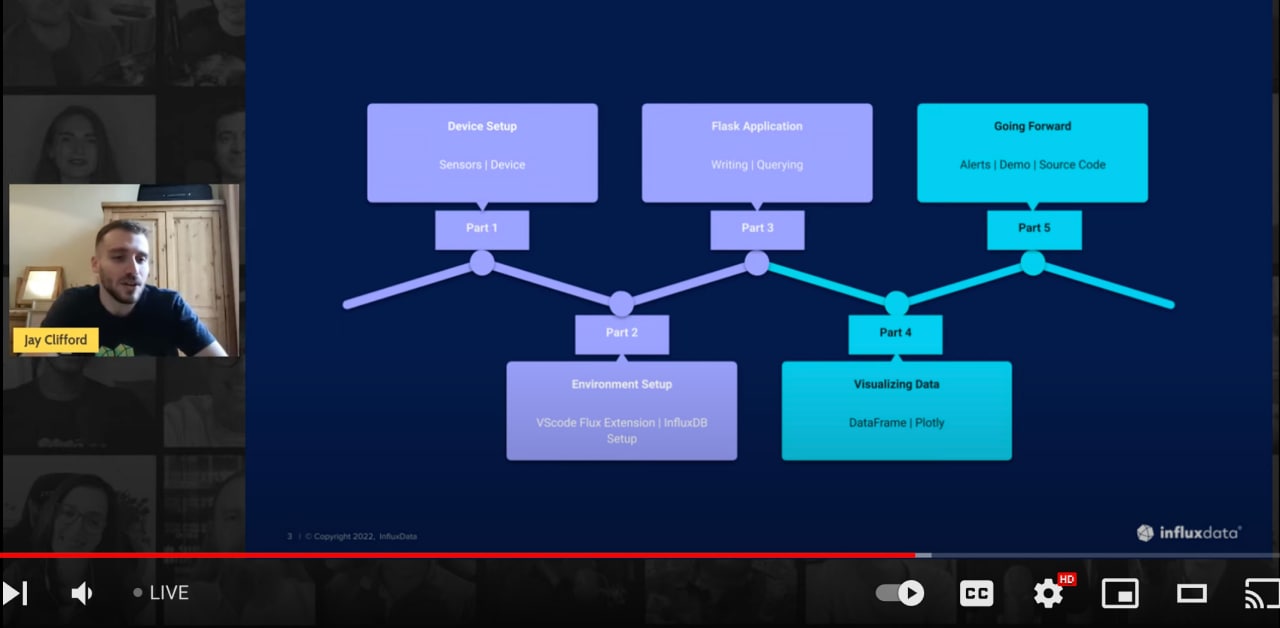 Device Setup
Sensors | Device
Flask Application
Writing | Querying
Going Forward
Alerts | Demo | Source Code
Part 1
Part 3
Part 5
Part 2
Part 4
Environment Setup
VScode Flux Extension | InfluxDB
Setup
Visualizing Data
DataFrame | Plotly
Jay Clifford
3 | © Copyright 2022, InfluxData
influxdata®
LIVE
CC
HD